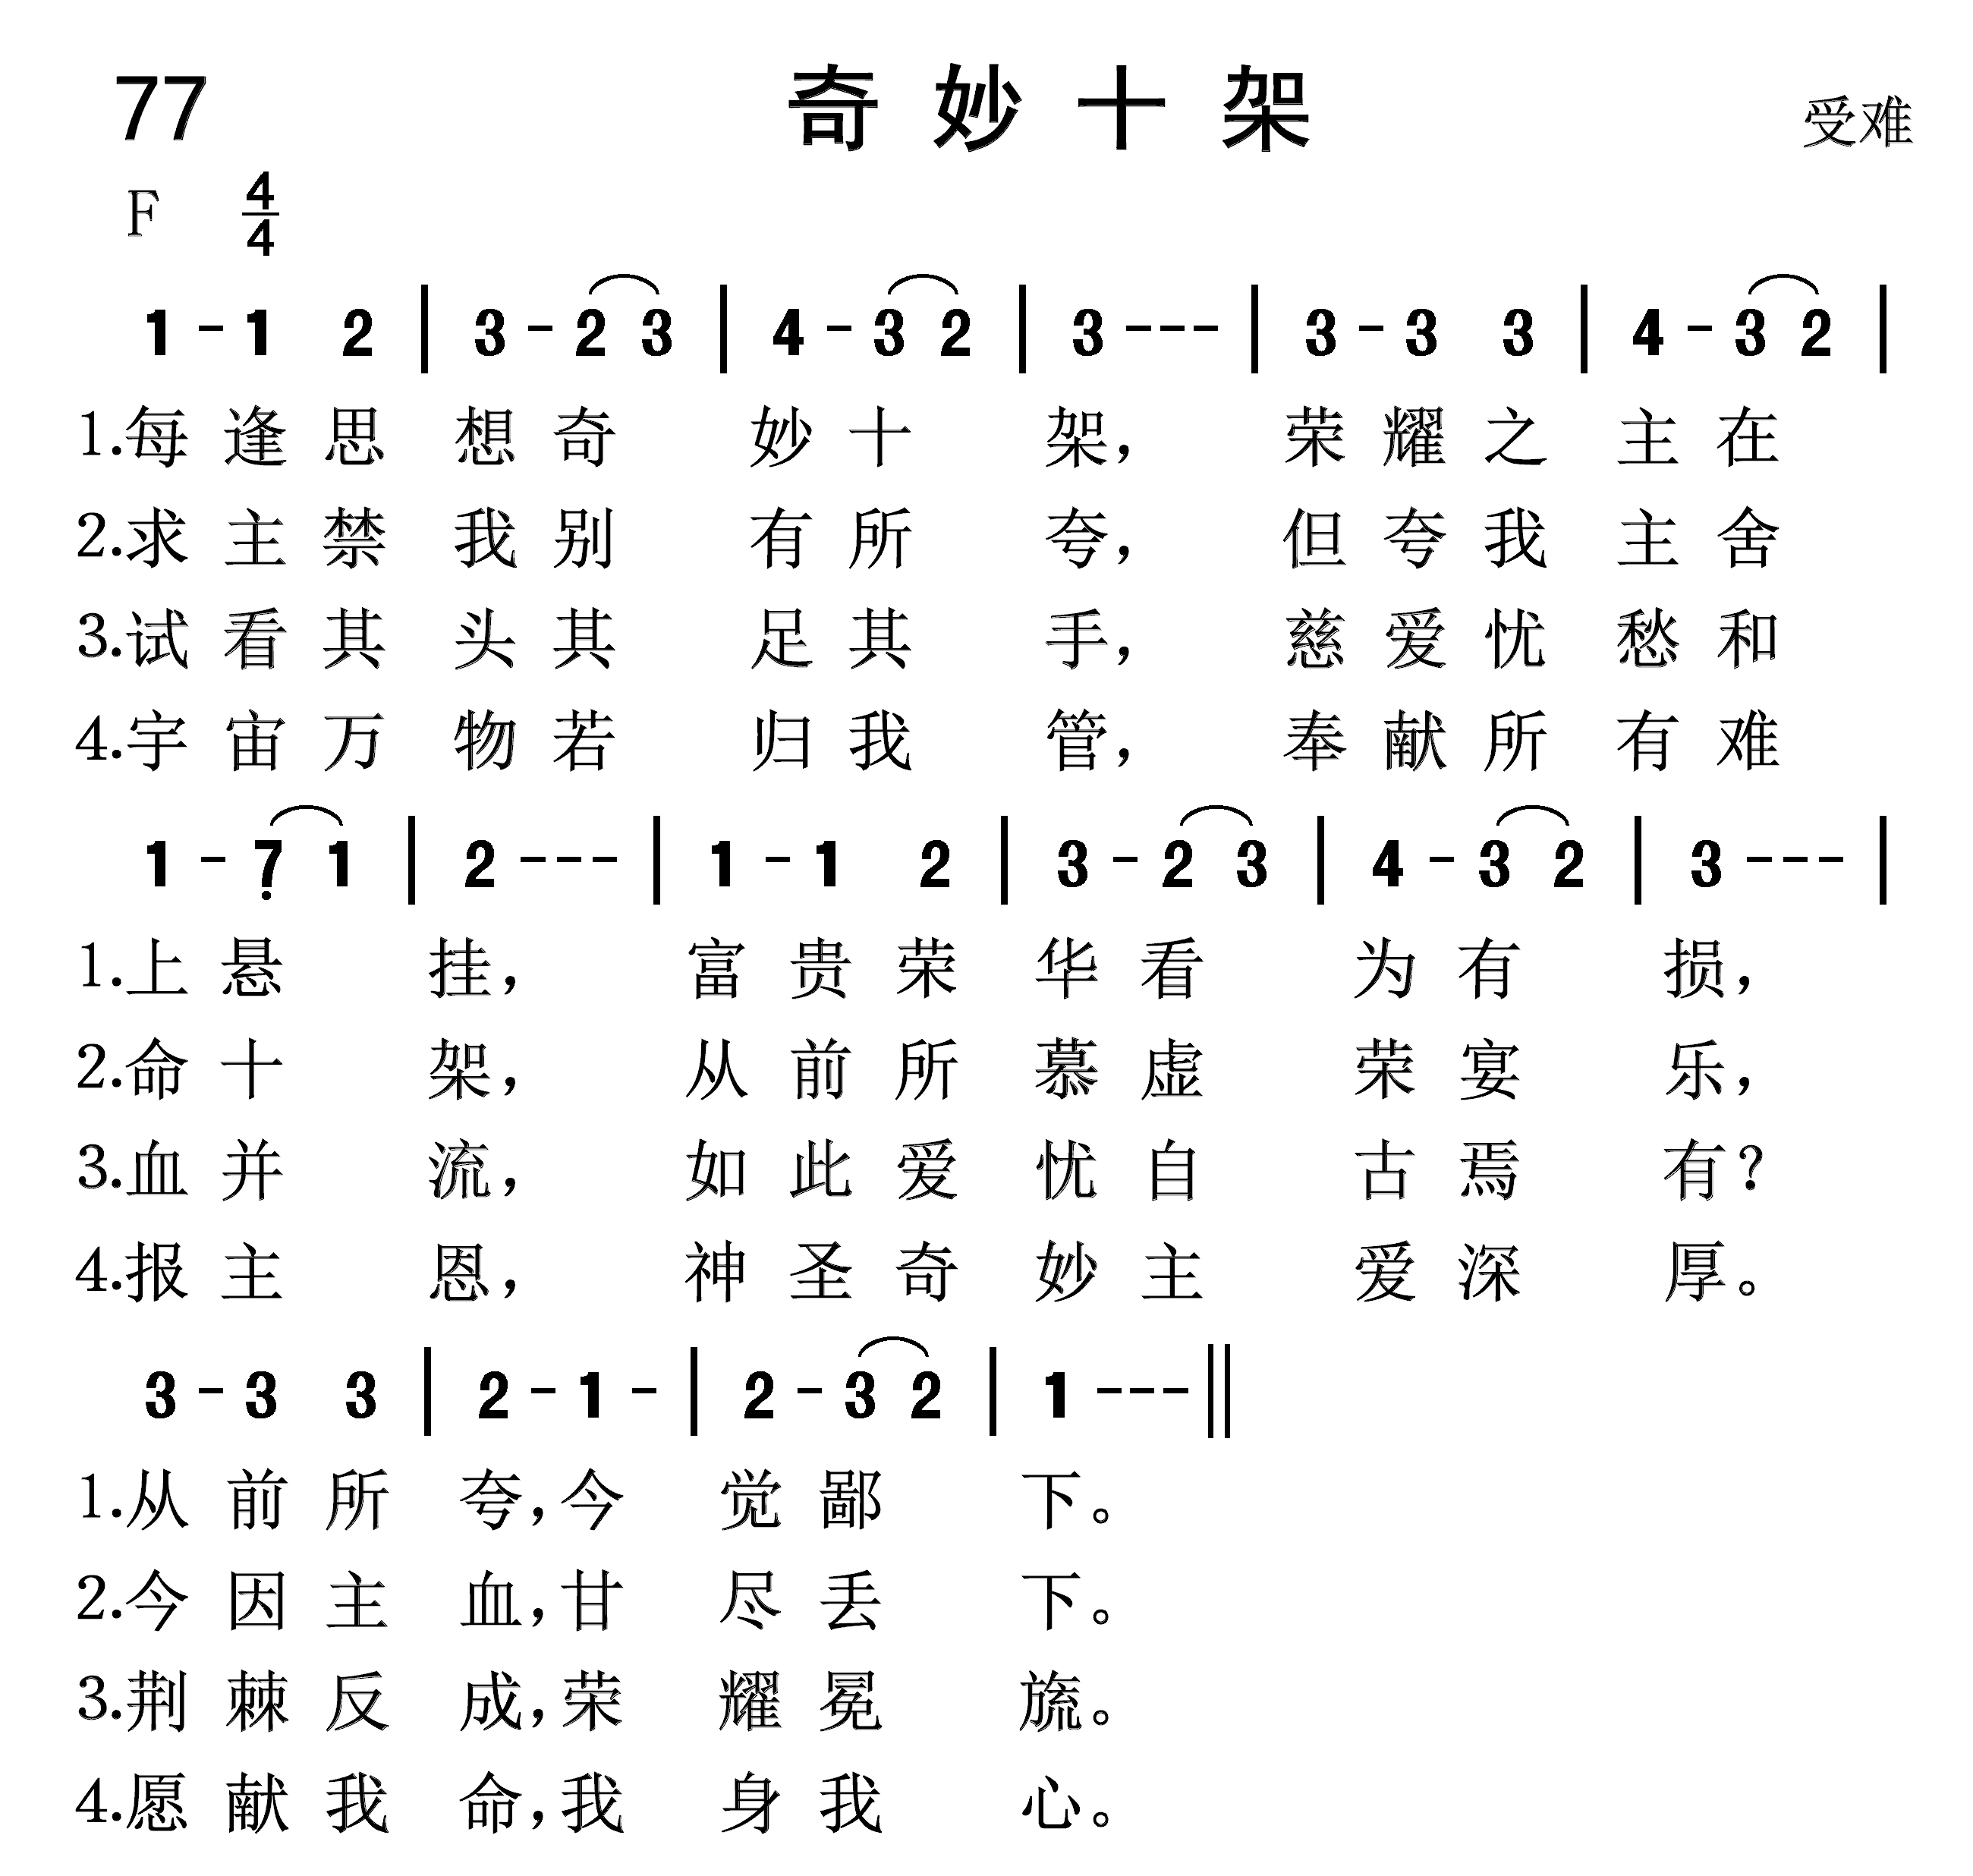 77 奇妙十架 受难
F 4/4
1 - 1 2 | 3 - 2 3 | 4 - 3 2 | 3 - - - | 3 - 3 3 | 4 - 3 2 |
1.每逢思想奇妙十架，荣耀之主在
2.求主禁我别有所夸，但夸我主舍
3.试看其头其足其手，慈爱忧愁和
4.宇宙万物若归我管，奉献所有难
1 - 7̣ 1 | 2 - - - | 1 - 1 2 | 3 - 2 3 | 4 - 3 2 | 3 - - - |
1.上悬挂，富贵荣华看为有损，
2.命十架，从前所慕虚荣宴乐，
3.血并流，如此爱忧自古焉有？
4.报主恩，神圣奇妙主爱深厚。
3 - 3 3 | 2 - 1 - | 2 - 3 2 | 1 - - - ||
1.从前所夸，今觉鄙下。
2.今因主血，甘尽丢下。
3.荆棘反成，荣耀冕旒。
4.愿献我命，我身我心。